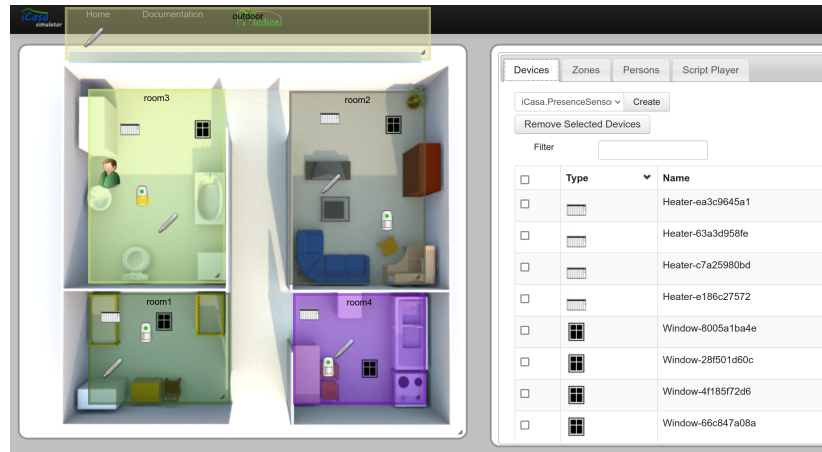 iCasa
simulator
Home
Documentation
outdoor
Medical
room3
room2
room1
room4
Devices
Zones
Persons
Script Player
iCasa.PresenceSensor
Create
Remove Selected Devices
Filter
Type
Name
Heater-ea3c9645a1
Heater-63a3d958fe
Heater-c7a25980bd
Heater-e186c27572
Window-8005a1ba4e
Window-28f501d60c
Window-4f185f72d6
Window-66c847a08a